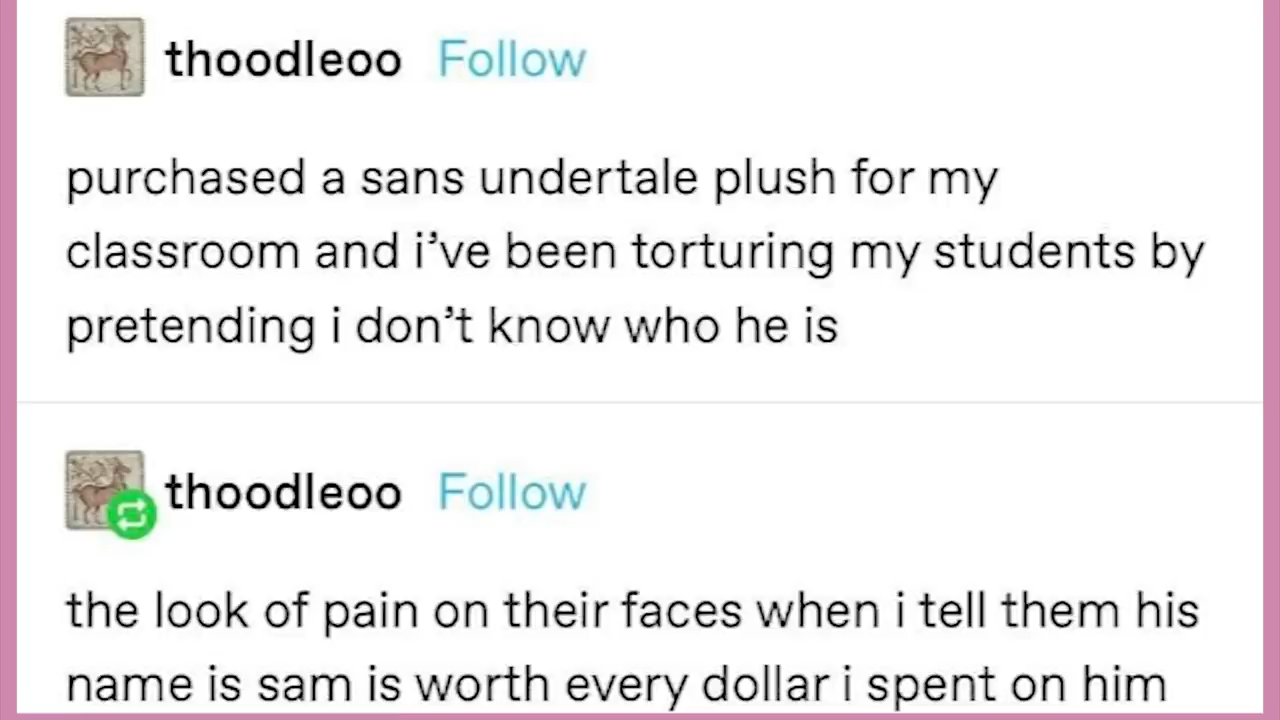 thoodleoo Follow
purchased a sans undertale plush for my
classroom and i’ve been torturing my students by
pretending i don’t know who he is
thoodleoo Follow
the look of pain on their faces when i tell them his
name is sam is worth every dollar i spent on him